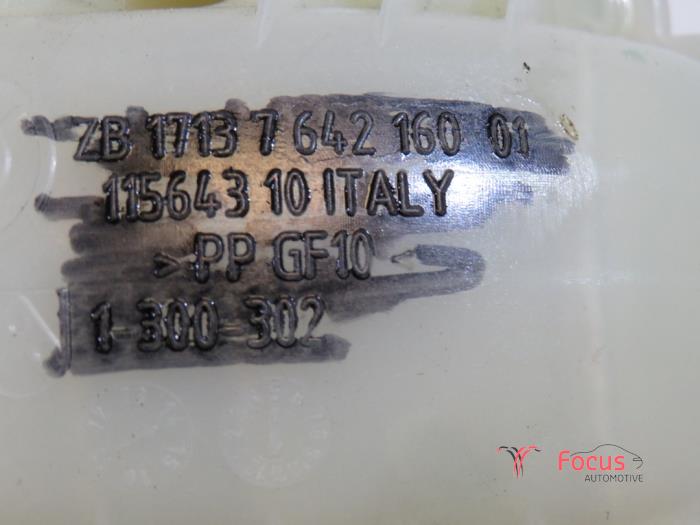 ZB 1713 7 642 160 01
115643 10 ITALY
>PP GF10<
1-300-302
Focus
AUTOMOTIVE